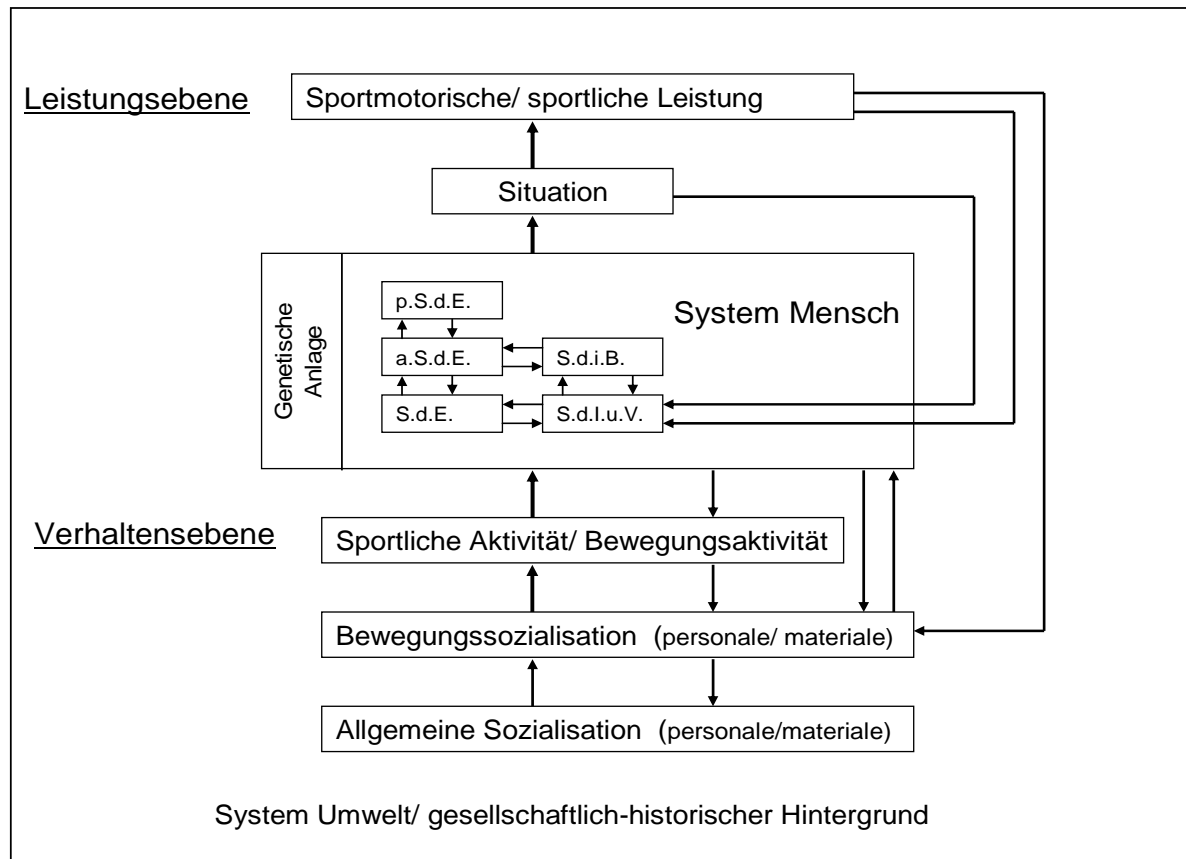 Leistungsebene
Sportmotorische/ sportliche Leistung
Situation
Genetische
Anlage
System Mensch
p.S.d.E.
a.S.d.E.
S.d.i.B.
S.d.E.
S.d.I.u.V.
Verhaltensebene
Sportliche Aktivität/ Bewegungsaktivität
Bewegungssozialisation (personale/ materiale)
Allgemeine Sozialisation (personale/materiale)
System Umwelt/ gesellschaftlich-historischer Hintergrund